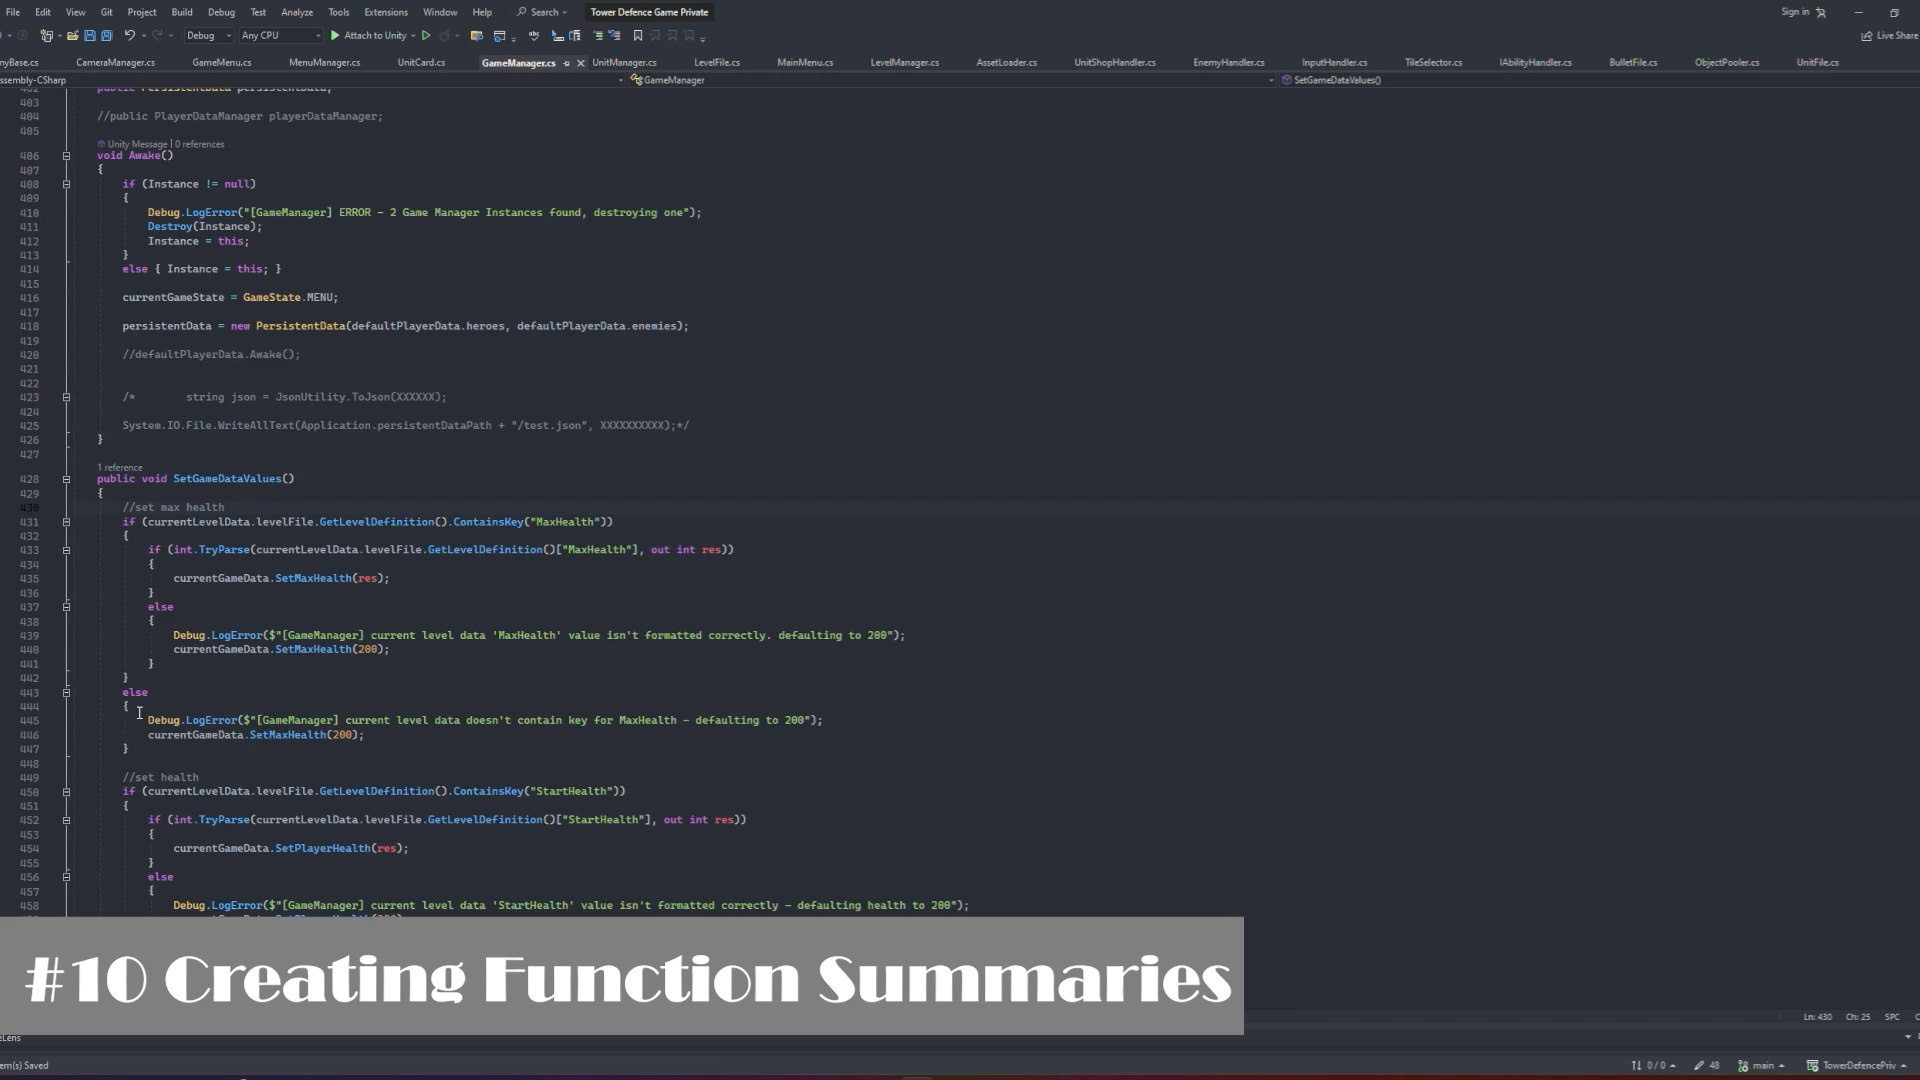 File Edit View Git Project Build Debug Test Analyze Tools Extensions Window Help Search Tower Defence Game Private Sign in
Debug Any CPU Attach to Unity Live Share
nyBase.cs CameraManager.cs GameMenu.cs MenuManager.cs UnitCard.cs GameManager.cs UnitManager.cs LevelFile.cs MainMenu.cs LevelManager.cs AssetLoader.cs UnitShopHandler.cs EnemyHandler.cs InputHandler.cs TileSelector.cs IAbilityHandler.cs BulletFile.cs ObjectPooler.cs UnitFile.cs
ssembly-CSharp GameManager SetGameDataValues()
402 public PersistentData persistentData;
403
404 //public PlayerDataManager playerDataManager;
405
Unity Message | 0 references
406 void Awake()
407 {
408 if (Instance != null)
409 {
410 Debug.LogError("[GameManager] ERROR - 2 Game Manager Instances found, destroying one");
411 Destroy(Instance);
412 Instance = this;
413 }
414 else { Instance = this; }
415
416 currentGameState = GameState.MENU;
417
418 persistentData = new PersistentData(defaultPlayerData.heroes, defaultPlayerData.enemies);
419
420 //defaultPlayerData.Awake();
421
422
423 /* string json = JsonUtility.ToJson(XXXXXX);
424
425 System.IO.File.WriteAllText(Application.persistentDataPath + "/test.json", XXXXXXXXXX);*/
426 }
427
1 reference
428 public void SetGameDataValues()
429 {
430 //set max health
431 if (currentLevelData.levelFile.GetLevelDefinition().ContainsKey("MaxHealth"))
432 {
433 if (int.TryParse(currentLevelData.levelFile.GetLevelDefinition()["MaxHealth"], out int res))
434 {
435 currentGameData.SetMaxHealth(res);
436 }
437 else
438 {
439 Debug.LogError($"[GameManager] current level data 'MaxHealth' value isn't formatted correctly. defaulting to 200");
440 currentGameData.SetMaxHealth(200);
441 }
442 }
443 else
444 {
445 Debug.LogError($"[GameManager] current level data doesn't contain key for MaxHealth - defaulting to 200");
446 currentGameData.SetMaxHealth(200);
447 }
448
449 //set health
450 if (currentLevelData.levelFile.GetLevelDefinition().ContainsKey("StartHealth"))
451 {
452 if (int.TryParse(currentLevelData.levelFile.GetLevelDefinition()["StartHealth"], out int res))
453 {
454 currentGameData.SetPlayerHealth(res);
455 }
456 else
457 {
458 Debug.LogError($"[GameManager] current level data 'StartHealth' value isn't formatted correctly - defaulting health to 200");
#10 Creating Function Summaries
Ln: 430 Ch: 25 SPC
eLens
em(s) Saved 0 / 0 48 main TowerDefencePriv